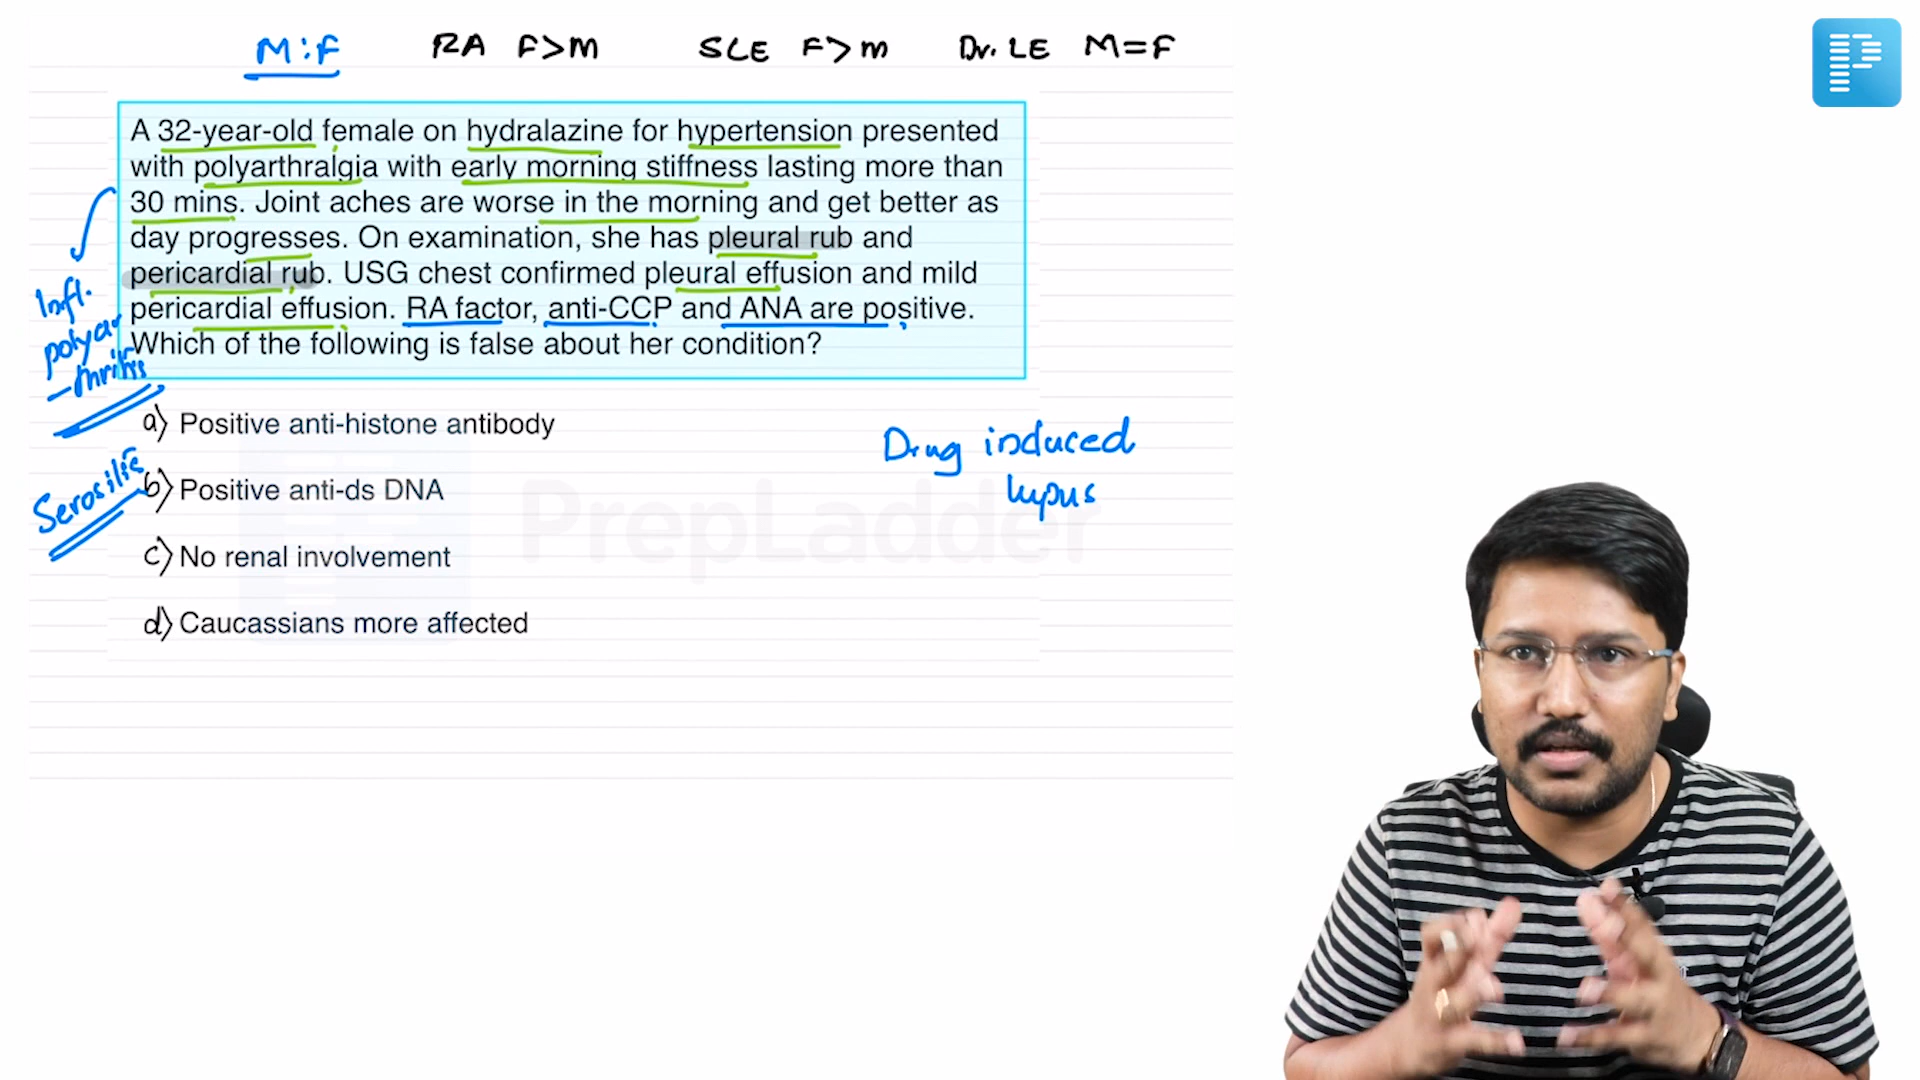 M:F RA F>m SLE F>m Dr. LE M=F
A 32-year-old female on hydralazine for hypertension presented
with polyarthralgia with early morning stiffness lasting more than
30 mins. Joint aches are worse in the morning and get better as
day progresses. On examination, she has pleural rub and
pericardial rub. USG chest confirmed pleural effusion and mild
pericardial effusion. RA factor, anti-CCP and ANA are positive.
Which of the following is false about her condition?
Infl.
polyar
-thritis
a) Positive anti-histone antibody
Serositis
b) Positive anti-ds DNA
c) No renal involvement
d) Caucassians more affected
Drug induced
lupus
PrepLadder